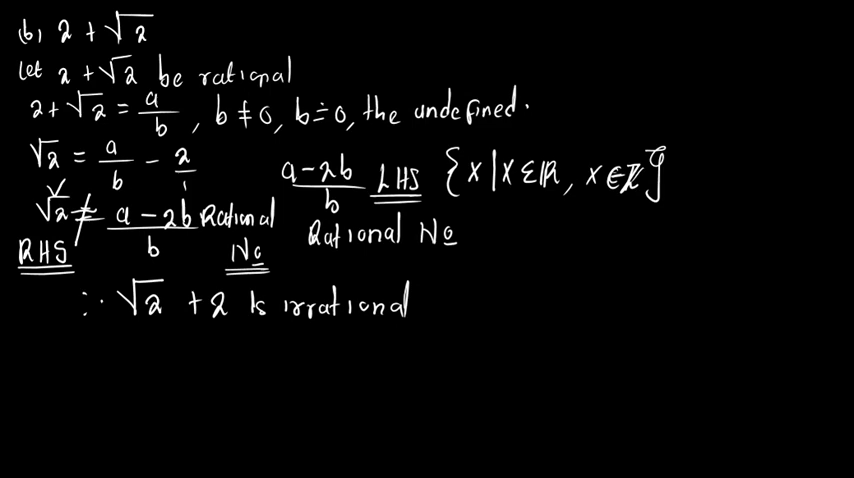 (b) 2 + √2
Let 2 + √2 be rational
2 + √2 = a/b , b ≠ 0, b = 0, the undefined.
√2 = a/b - 2/1
√2 ≠ a - 2b/b Rational No
RHS
a - 2b/b LHS {x | x ∈ ℝ, x ∈ ℤ}
Rational No
∴ √2 + 2 Is irrational